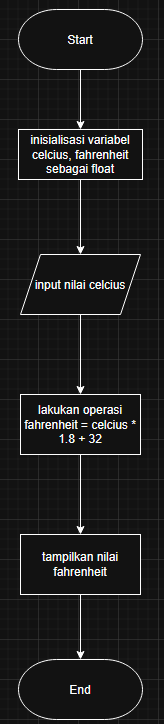 Start
inisialisasi variabel
celcius, fahrenheit
sebagai float
input nilai celcius
lakukan operasi
fahrenheit = celcius *
1.8 + 32
tampilkan nilai
fahrenheit
End